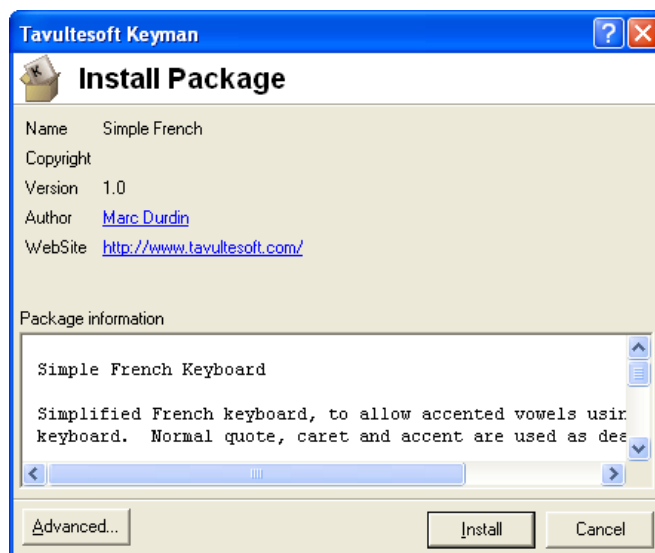 Tavultesoft Keyman
Install Package
Name Simple French
Copyright
Version 1.0
Author Marc Durdin
WebSite http://www.tavultesoft.com/
Package information
Simple French Keyboard
Simplified French keyboard, to allow accented vowels usin
keyboard. Normal quote, caret and accent are used as dea
Advanced... Install Cancel